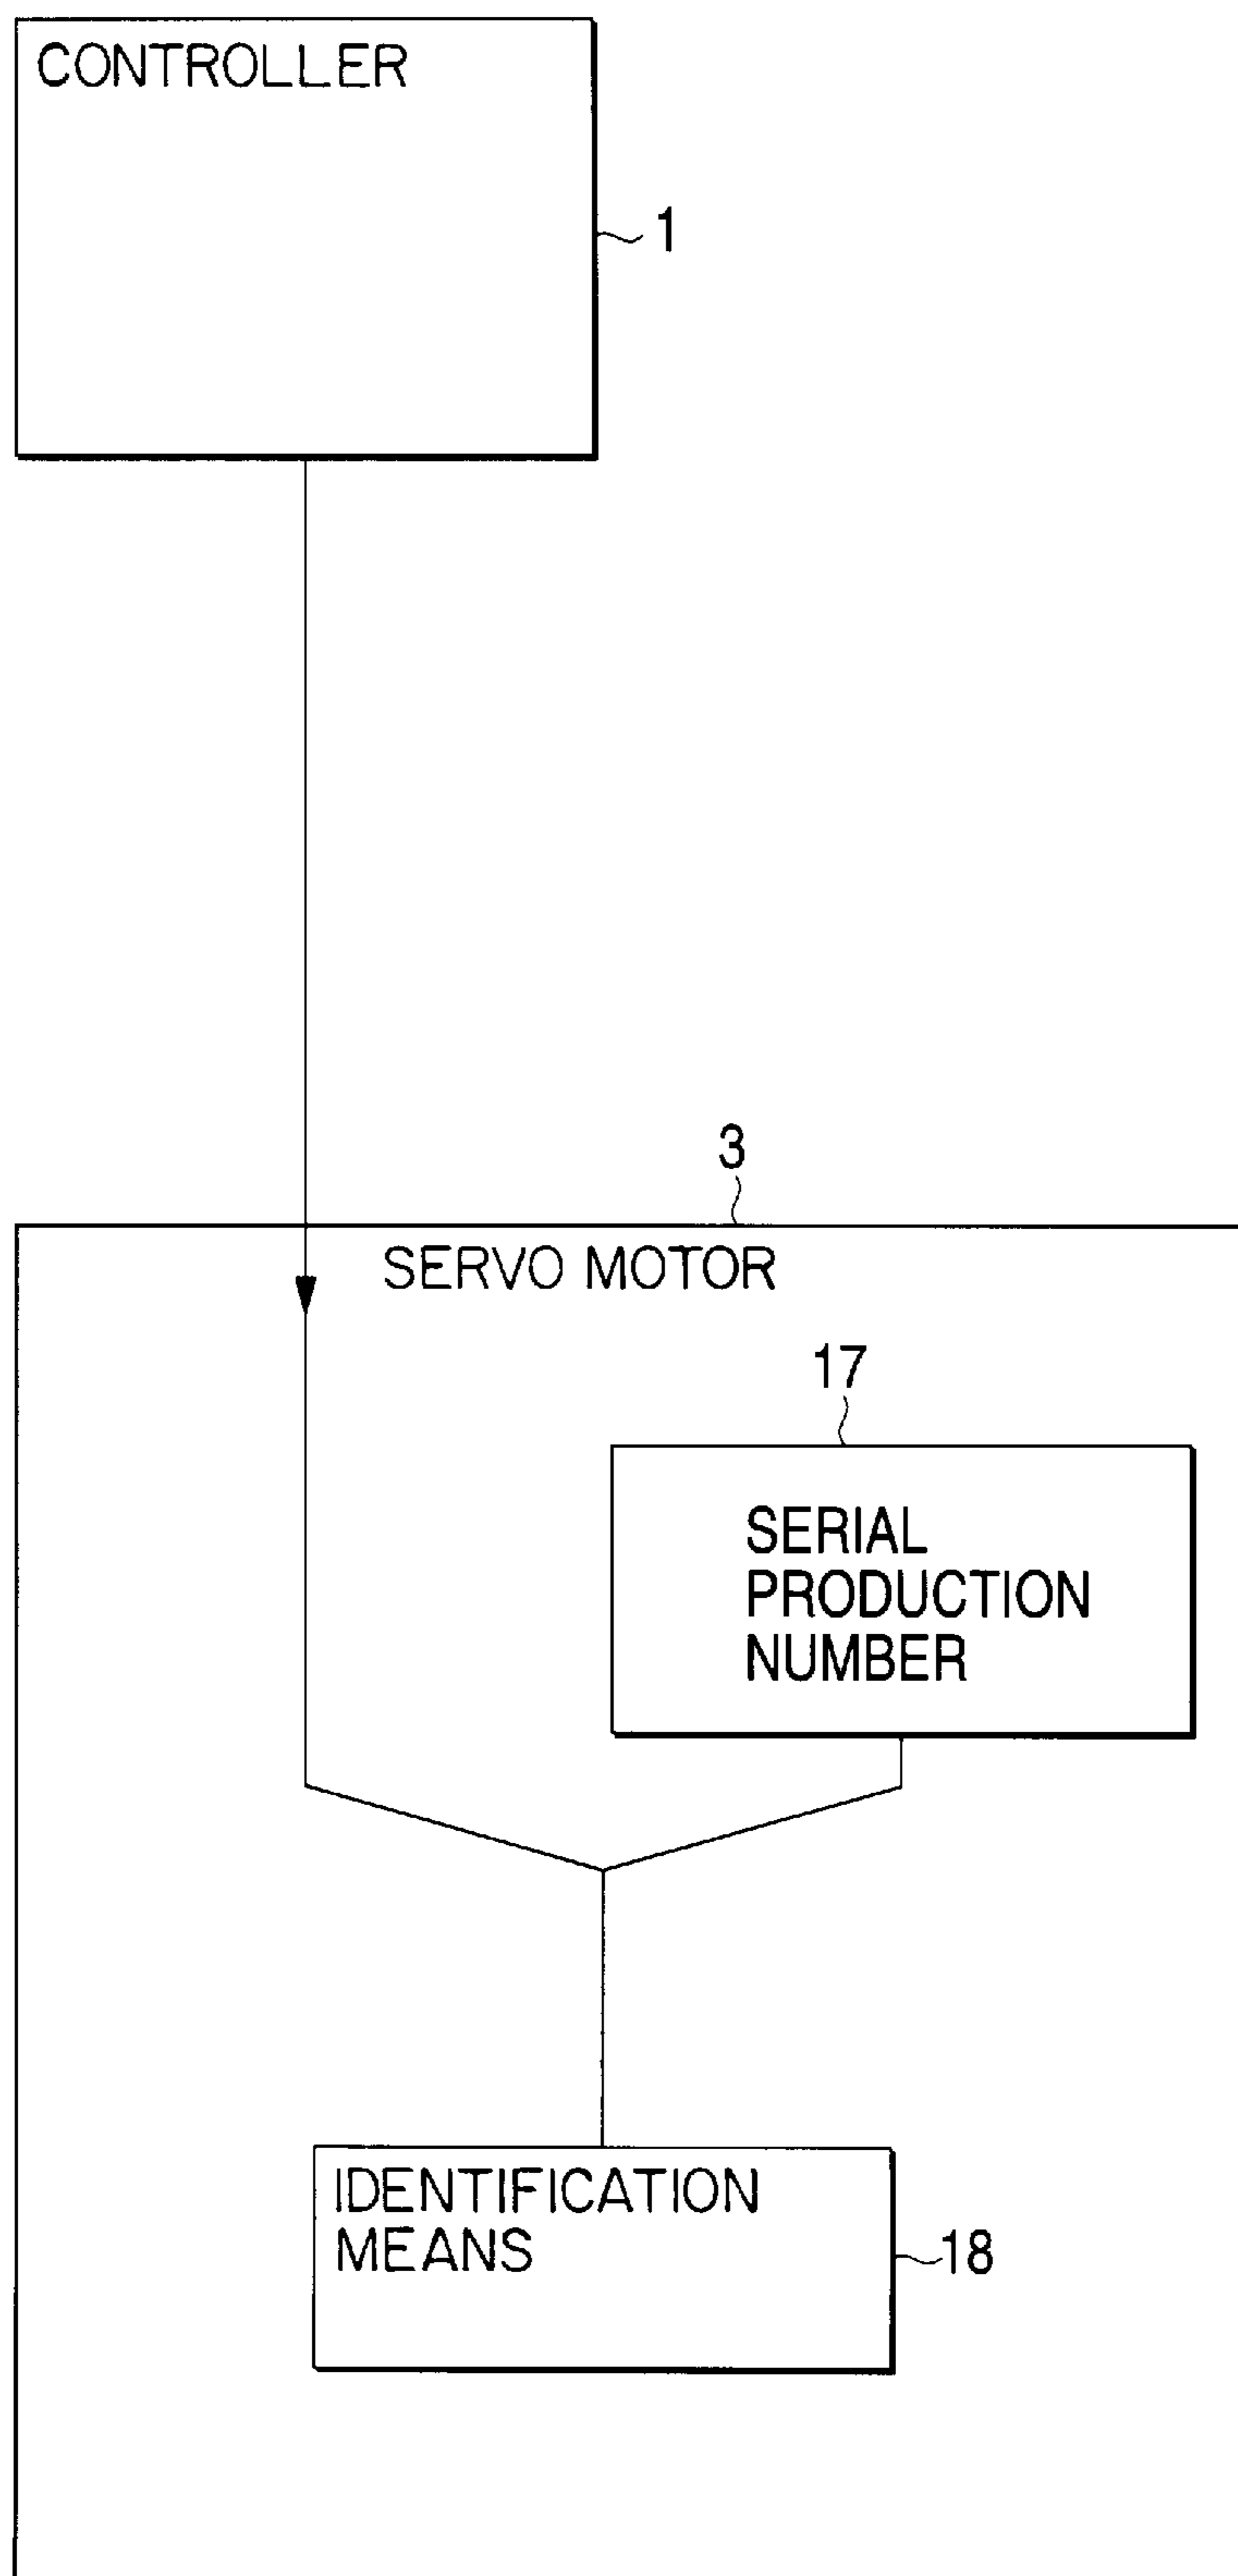 CONTROLLER
1
3
SERVO MOTOR
17
SERIAL
PRODUCTION
NUMBER
IDENTIFICATION
MEANS
18